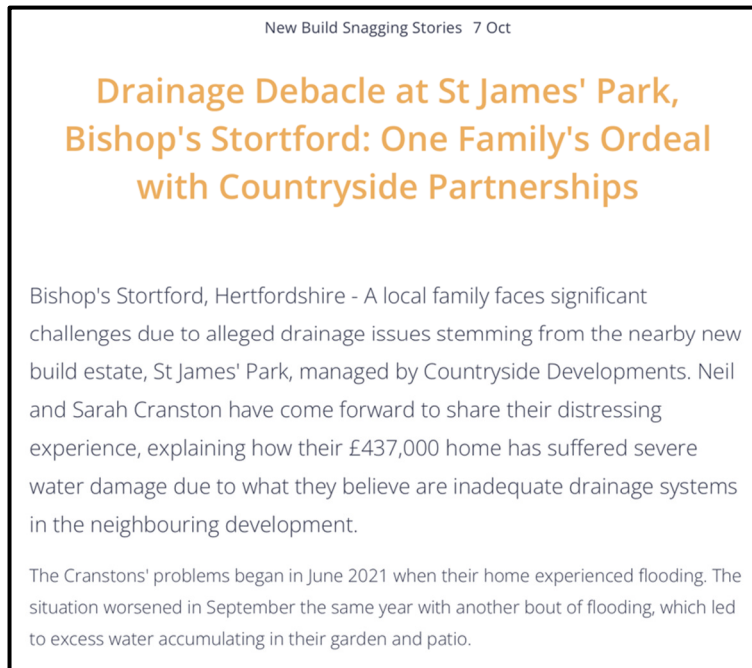 New Build Snagging Stories 7 Oct
Drainage Debacle at St James' Park,
Bishop's Stortford: One Family's Ordeal
with Countryside Partnerships
Bishop's Stortford, Hertfordshire - A local family faces significant
challenges due to alleged drainage issues stemming from the nearby new
build estate, St James' Park, managed by Countryside Developments. Neil
and Sarah Cranston have come forward to share their distressing
experience, explaining how their £437,000 home has suffered severe
water damage due to what they believe are inadequate drainage systems
in the neighbouring development.
The Cranstons' problems began in June 2021 when their home experienced flooding. The
situation worsened in September the same year with another bout of flooding, which led
to excess water accumulating in their garden and patio.